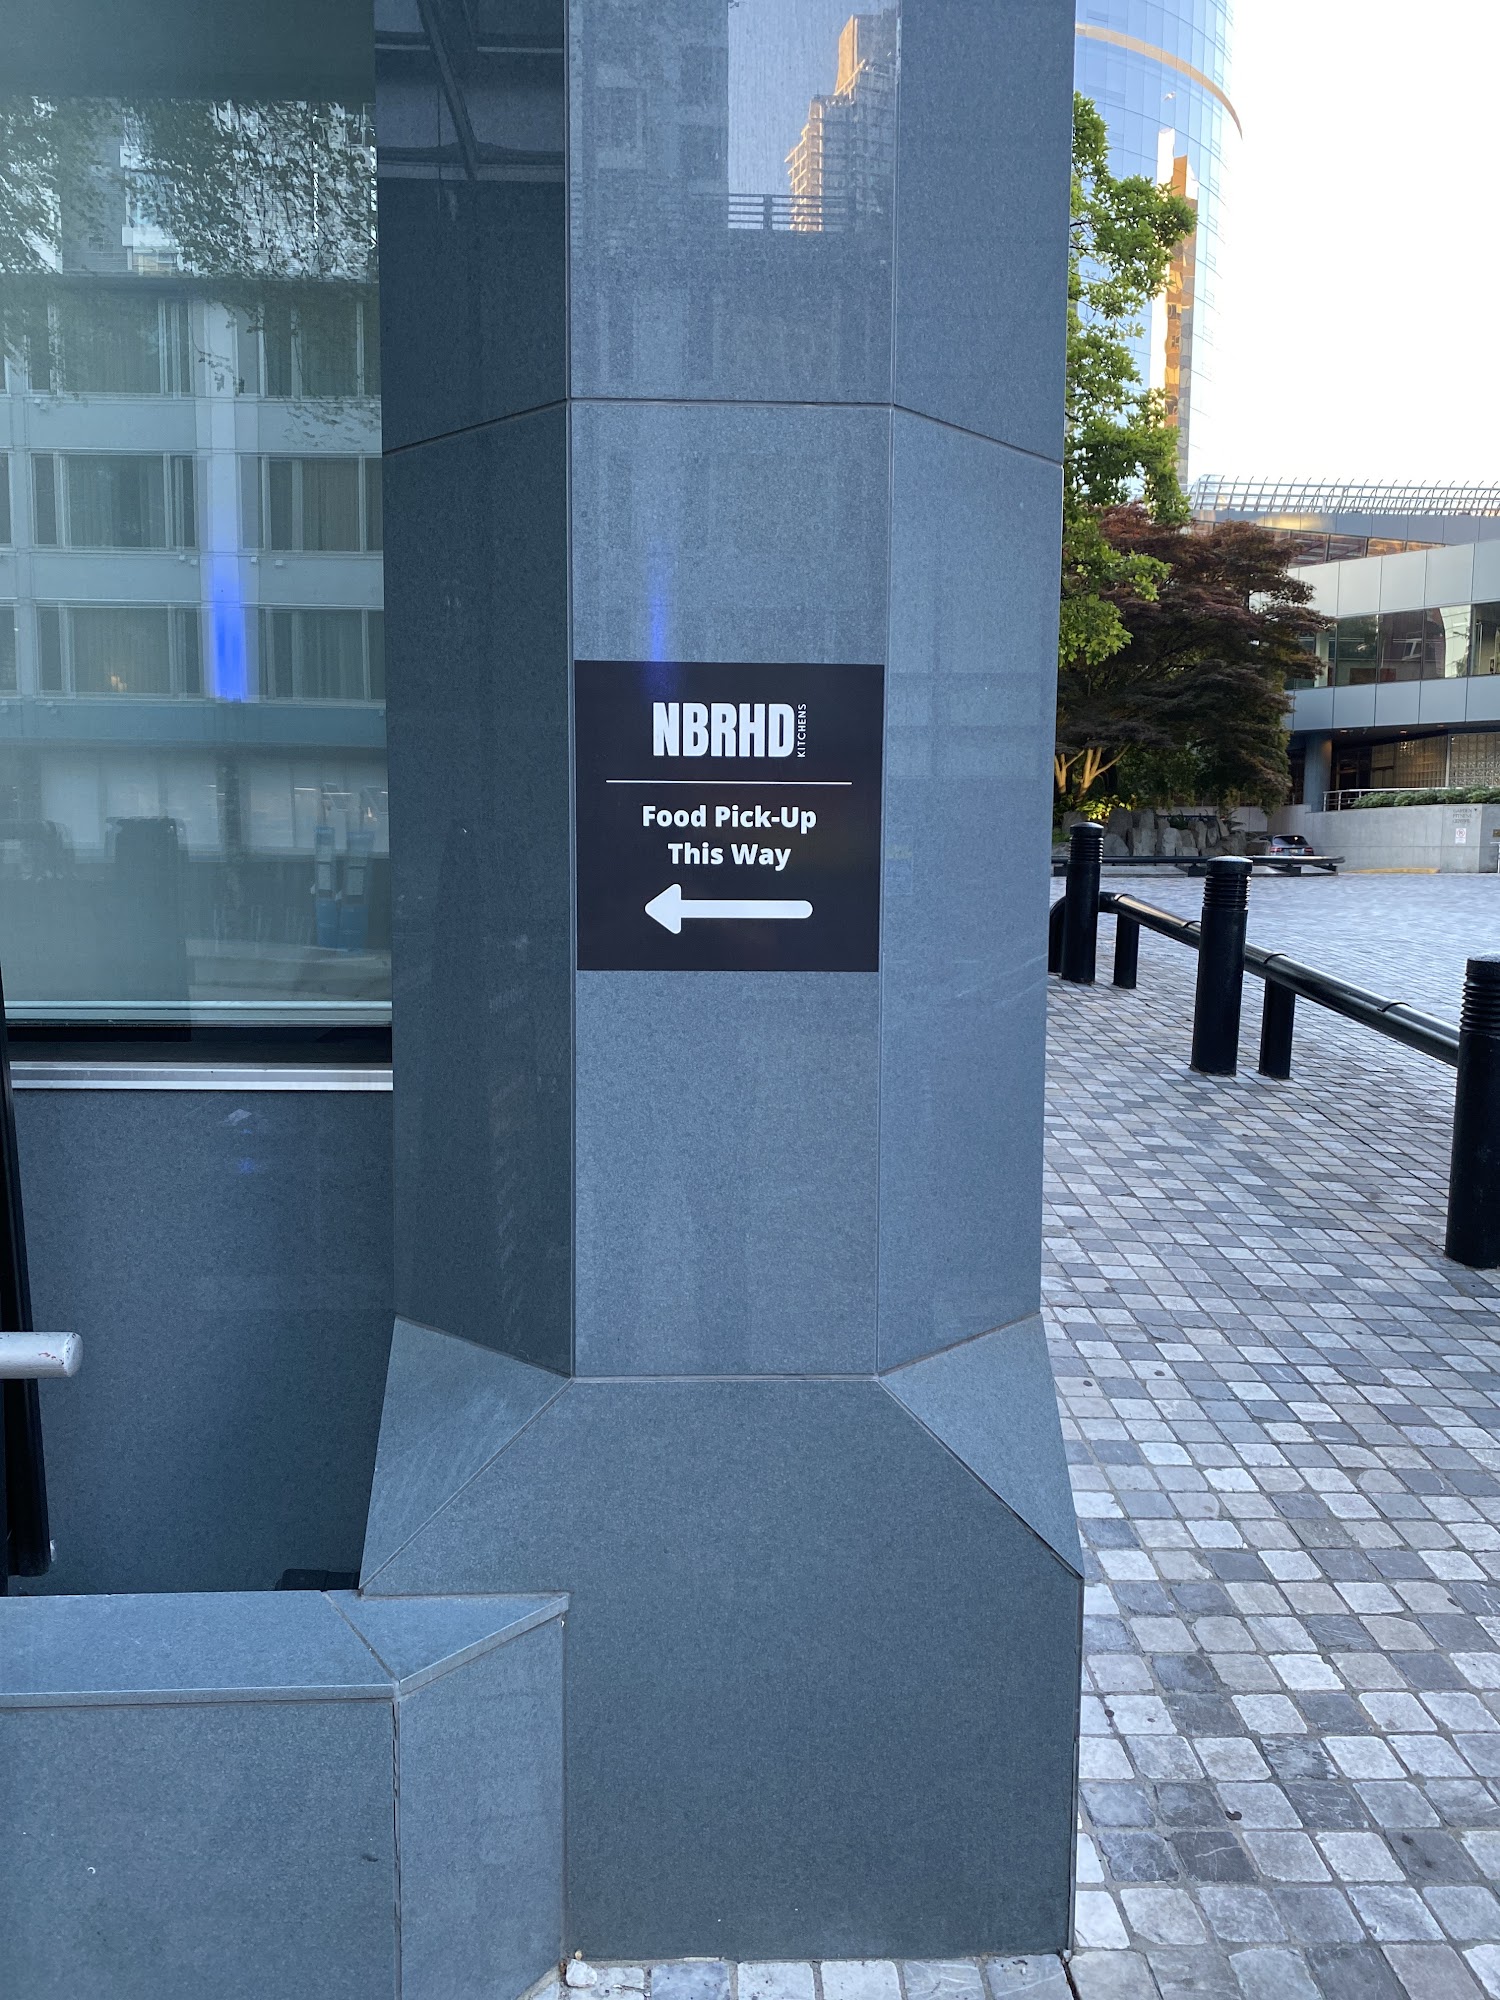 NBRHD KITCHENS
Food Pick-Up
This Way